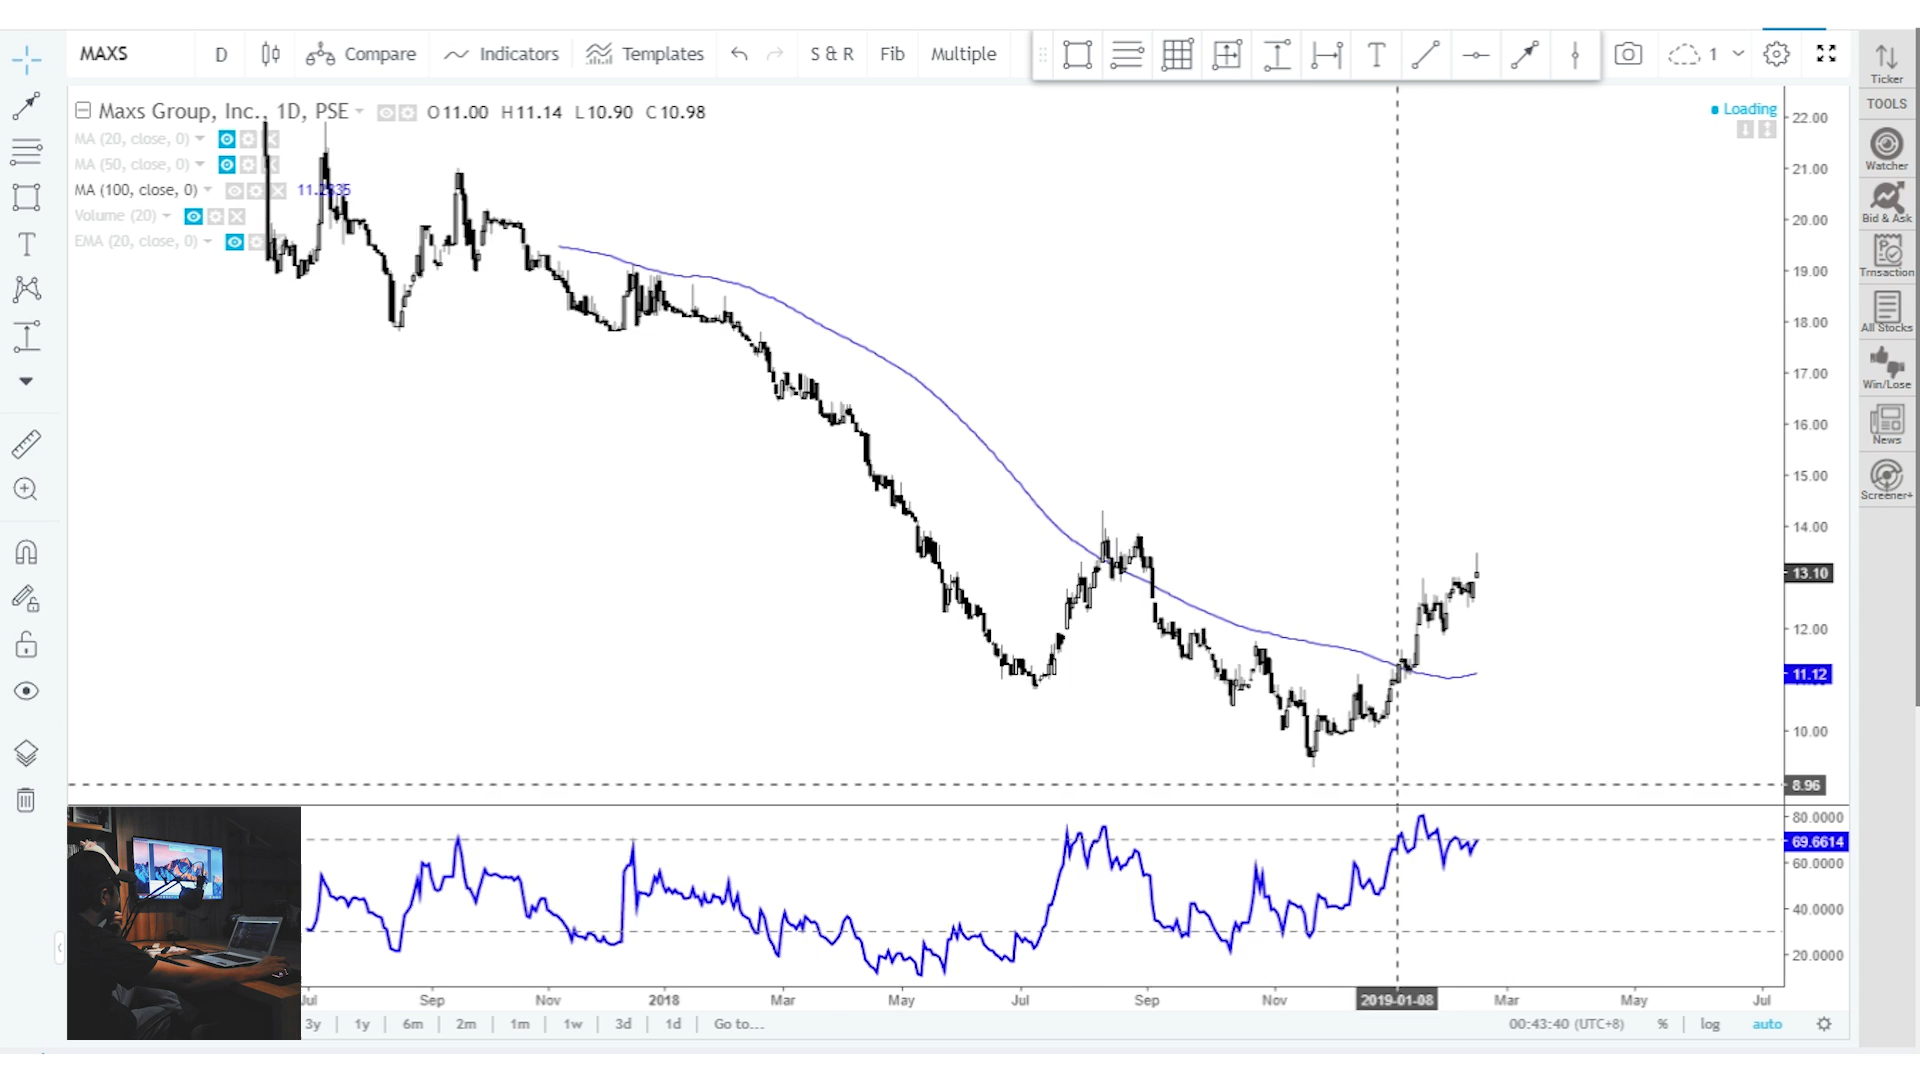 MAXS D Compare Indicators Templates S & R Fib Multiple T 1
Ticker
TOOLS
Watcher
Bid & Ask
Trnsaction
All Stocks
Win/Lose
News
Screener+
Maxs Group, Inc., 1D, PSE O 11.00 H 11.14 L 10.90 C 10.98
Loading
MA (20, close, 0)
MA (50, close, 0)
MA (100, close, 0)
Volume (20)
EMA (20, close, 0)
22.00
21.00
20.00
19.00
18.00
17.00
16.00
15.00
14.00
13.10
12.00
11.12
10.00
8.96
80.0000
69.6614
60.0000
40.0000
20.0000
Jul Sep Nov 2018 Mar May Jul Sep Nov 2019-01-08 Mar May Jul
3y 1y 6m 2m 1m 1w 3d 1d Go to... 00:43:40 (UTC+8) % log auto